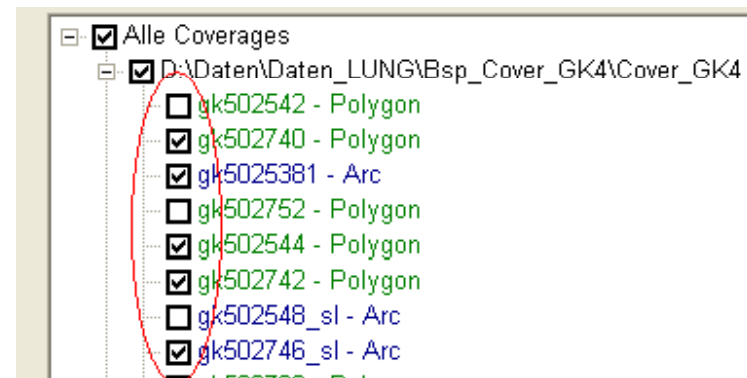 Alle Coverages
D:\Daten\Daten_LUNG\Bsp_Cover_GK4\Cover_GK4
gk502542 - Polygon
gk502740 - Polygon
gk5025381 - Arc
gk502752 - Polygon
gk502544 - Polygon
gk502742 - Polygon
gk502548_sl - Arc
gk502746_sl - Arc